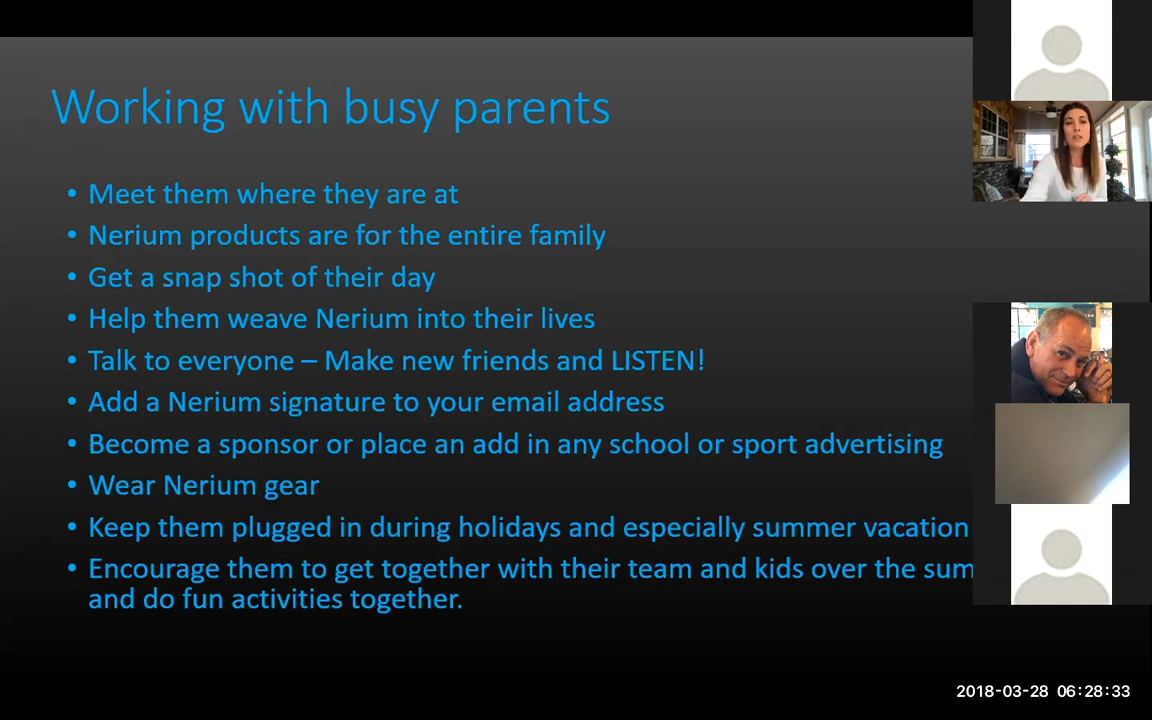 Working with busy parents
• Meet them where they are at
• Nerium products are for the entire family
• Get a snap shot of their day
• Help them weave Nerium into their lives
• Talk to everyone – Make new friends and LISTEN!
• Add a Nerium signature to your email address
• Become a sponsor or place an add in any school or sport advertising
• Wear Nerium gear
• Keep them plugged in during holidays and especially summer vacation
• Encourage them to get together with their team and kids over the sum
and do fun activities together.
2018-03-28 06:28:33